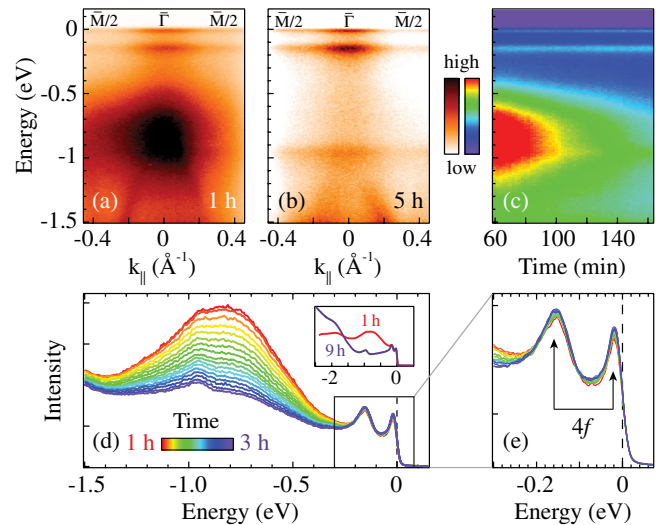 M̄/2 Γ̄ M̄/2 M̄/2 Γ̄ M̄/2
0
-0.5
-1
-1.5
Energy (eV)
(a) 1 h
(b) 5 h
high
low
(c)
-0.4 0 0.4
k|| (Å⁻¹)
-0.4 0 0.4
k|| (Å⁻¹)
60 100 140
Time (min)
Intensity
1 h
9 h
-2 0
Time
(d) 1 h 3 h
-1.5 -1.0 -0.5 0
Energy (eV)
(e) 4f
-0.2 0
Energy (eV)